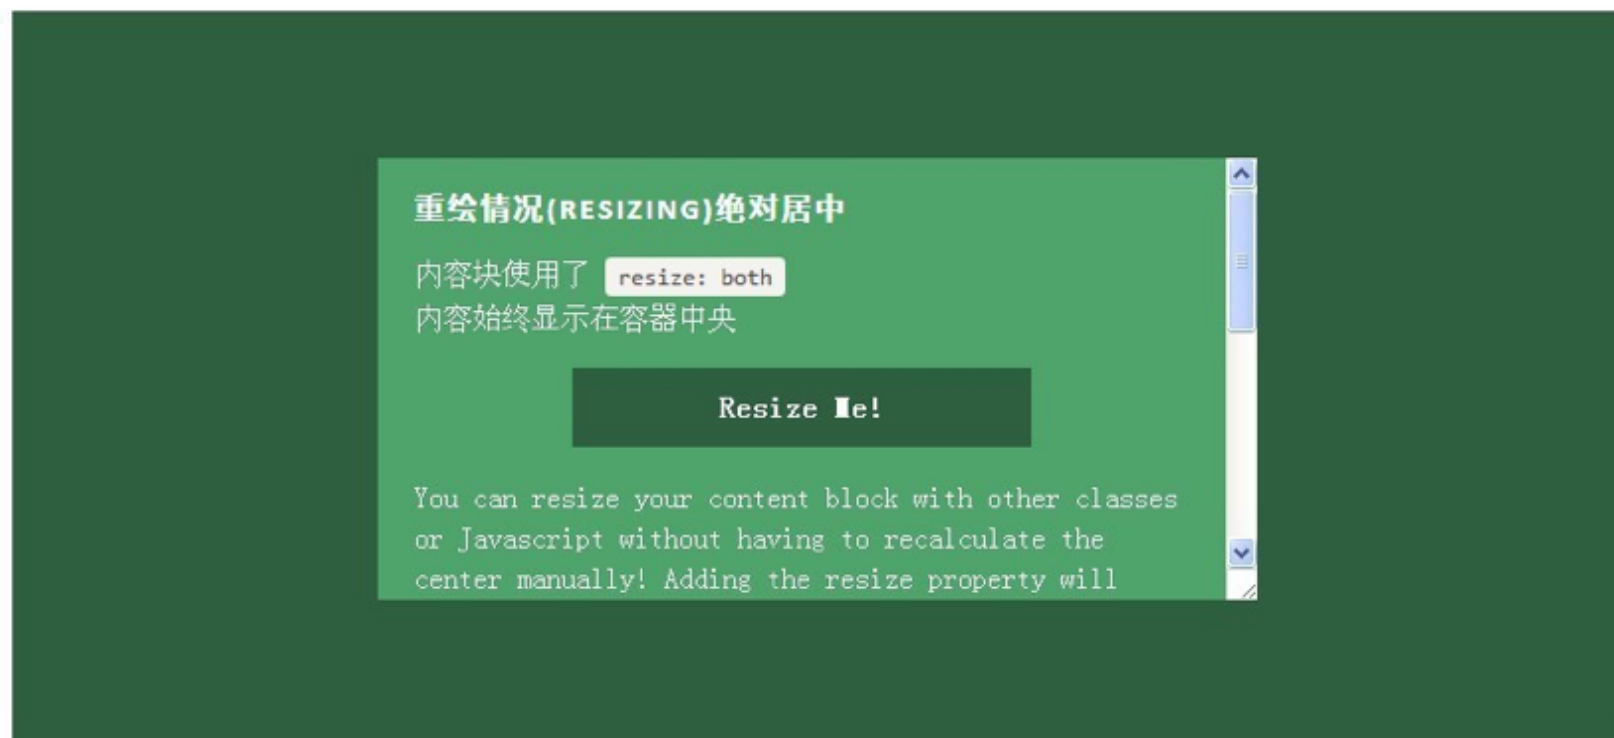 重绘情况(RESIZING)绝对居中
内容块使用了 resize: both
内容始终显示在容器中央
Resize Me!
You can resize your content block with other classes
or Javascript without having to recalculate the
center manually! Adding the resize property will